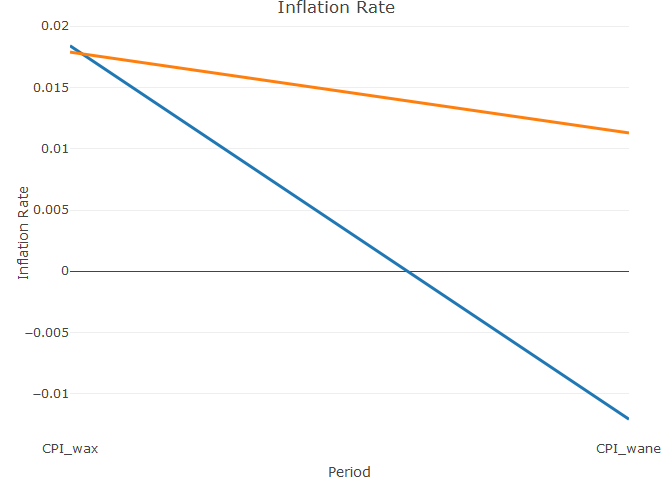 Inflation Rate
0.02
0.015
0.01
0.005
0
−0.005
−0.01
Inflation Rate
CPI_wax
CPI_wane
Period